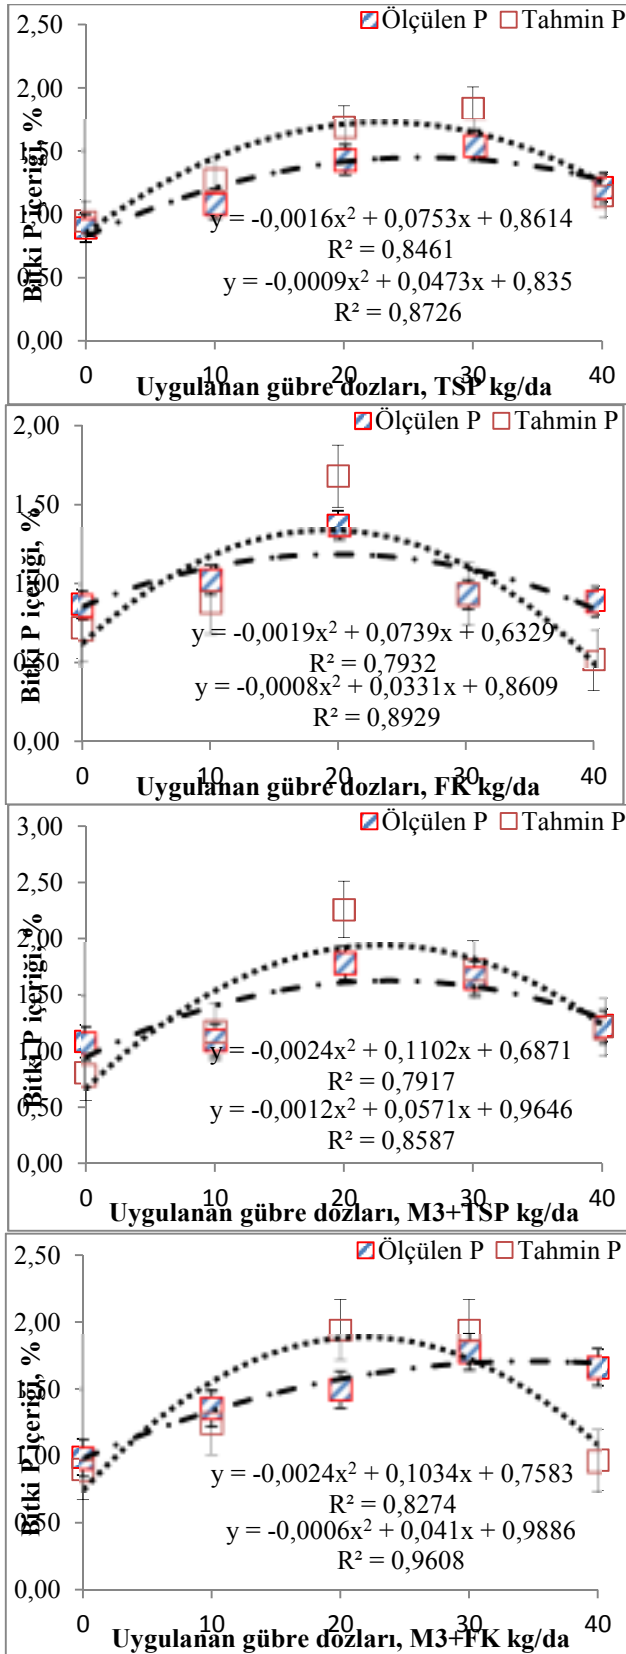 Ölçülen P Tahmin P
Bitki P içeriği, %
2,50
2,00
1,50
1,00
0,50
0,00
y = -0,0016x² + 0,0753x + 0,8614
R² = 0,8461
y = -0,0009x² + 0,0473x + 0,835
R² = 0,8726
0 10 20 30 40
Uygulanan gübre dozları, TSP kg/da
Ölçülen P Tahmin P
Bitki P içeriği, %
2,00
1,50
1,00
0,50
0,00
y = -0,0019x² + 0,0739x + 0,6329
R² = 0,7932
y = -0,0008x² + 0,0331x + 0,8609
R² = 0,8929
0 10 20 30 40
Uygulanan gübre dozları, FK kg/da
Ölçülen P Tahmin P
Bitki P içeriği, %
3,00
2,50
2,00
1,50
1,00
0,50
0,00
y = -0,0024x² + 0,1102x + 0,6871
R² = 0,7917
y = -0,0012x² + 0,0571x + 0,9646
R² = 0,8587
0 10 20 30 40
Uygulanan gübre dozları, M3+TSP kg/da
Ölçülen P Tahmin P
Bitki P içeriği, %
2,50
2,00
1,50
1,00
0,50
0,00
y = -0,0024x² + 0,1034x + 0,7583
R² = 0,8274
y = -0,0006x² + 0,041x + 0,9886
R² = 0,9608
0 10 20 30 40
Uygulanan gübre dozları, M3+FK kg/da